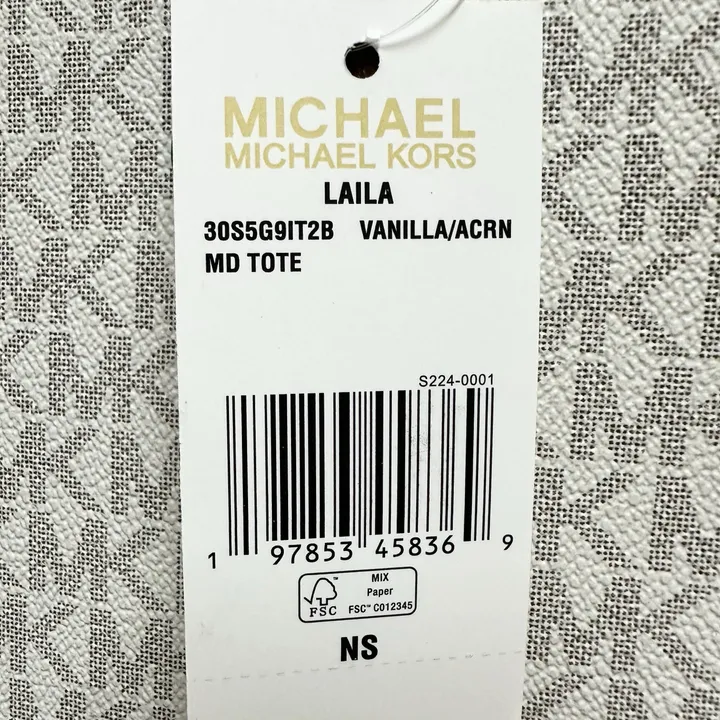 MICHAEL
MICHAEL KORS
LAILA
30S5G9IT2B VANILLA/ACRN
MD TOTE
S224-0001
1 97853 45836 9
FSC™
MIX
Paper
FSC™ C012345
NS